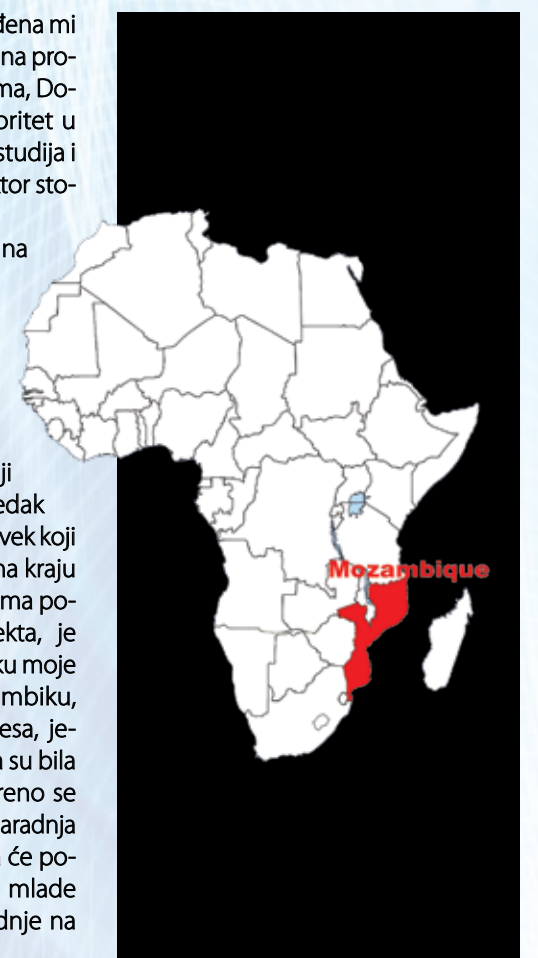 đena mi
na pro-
ma, Do-
oritet u
studija i
tor sto-
na
ji
edak
vek koji
na kraju
ma po-
ekta, je
ku moje
mbiku,
esa, je-
su bila
reno se
aradnja
će po-
mlade
dnje na
Mozambique